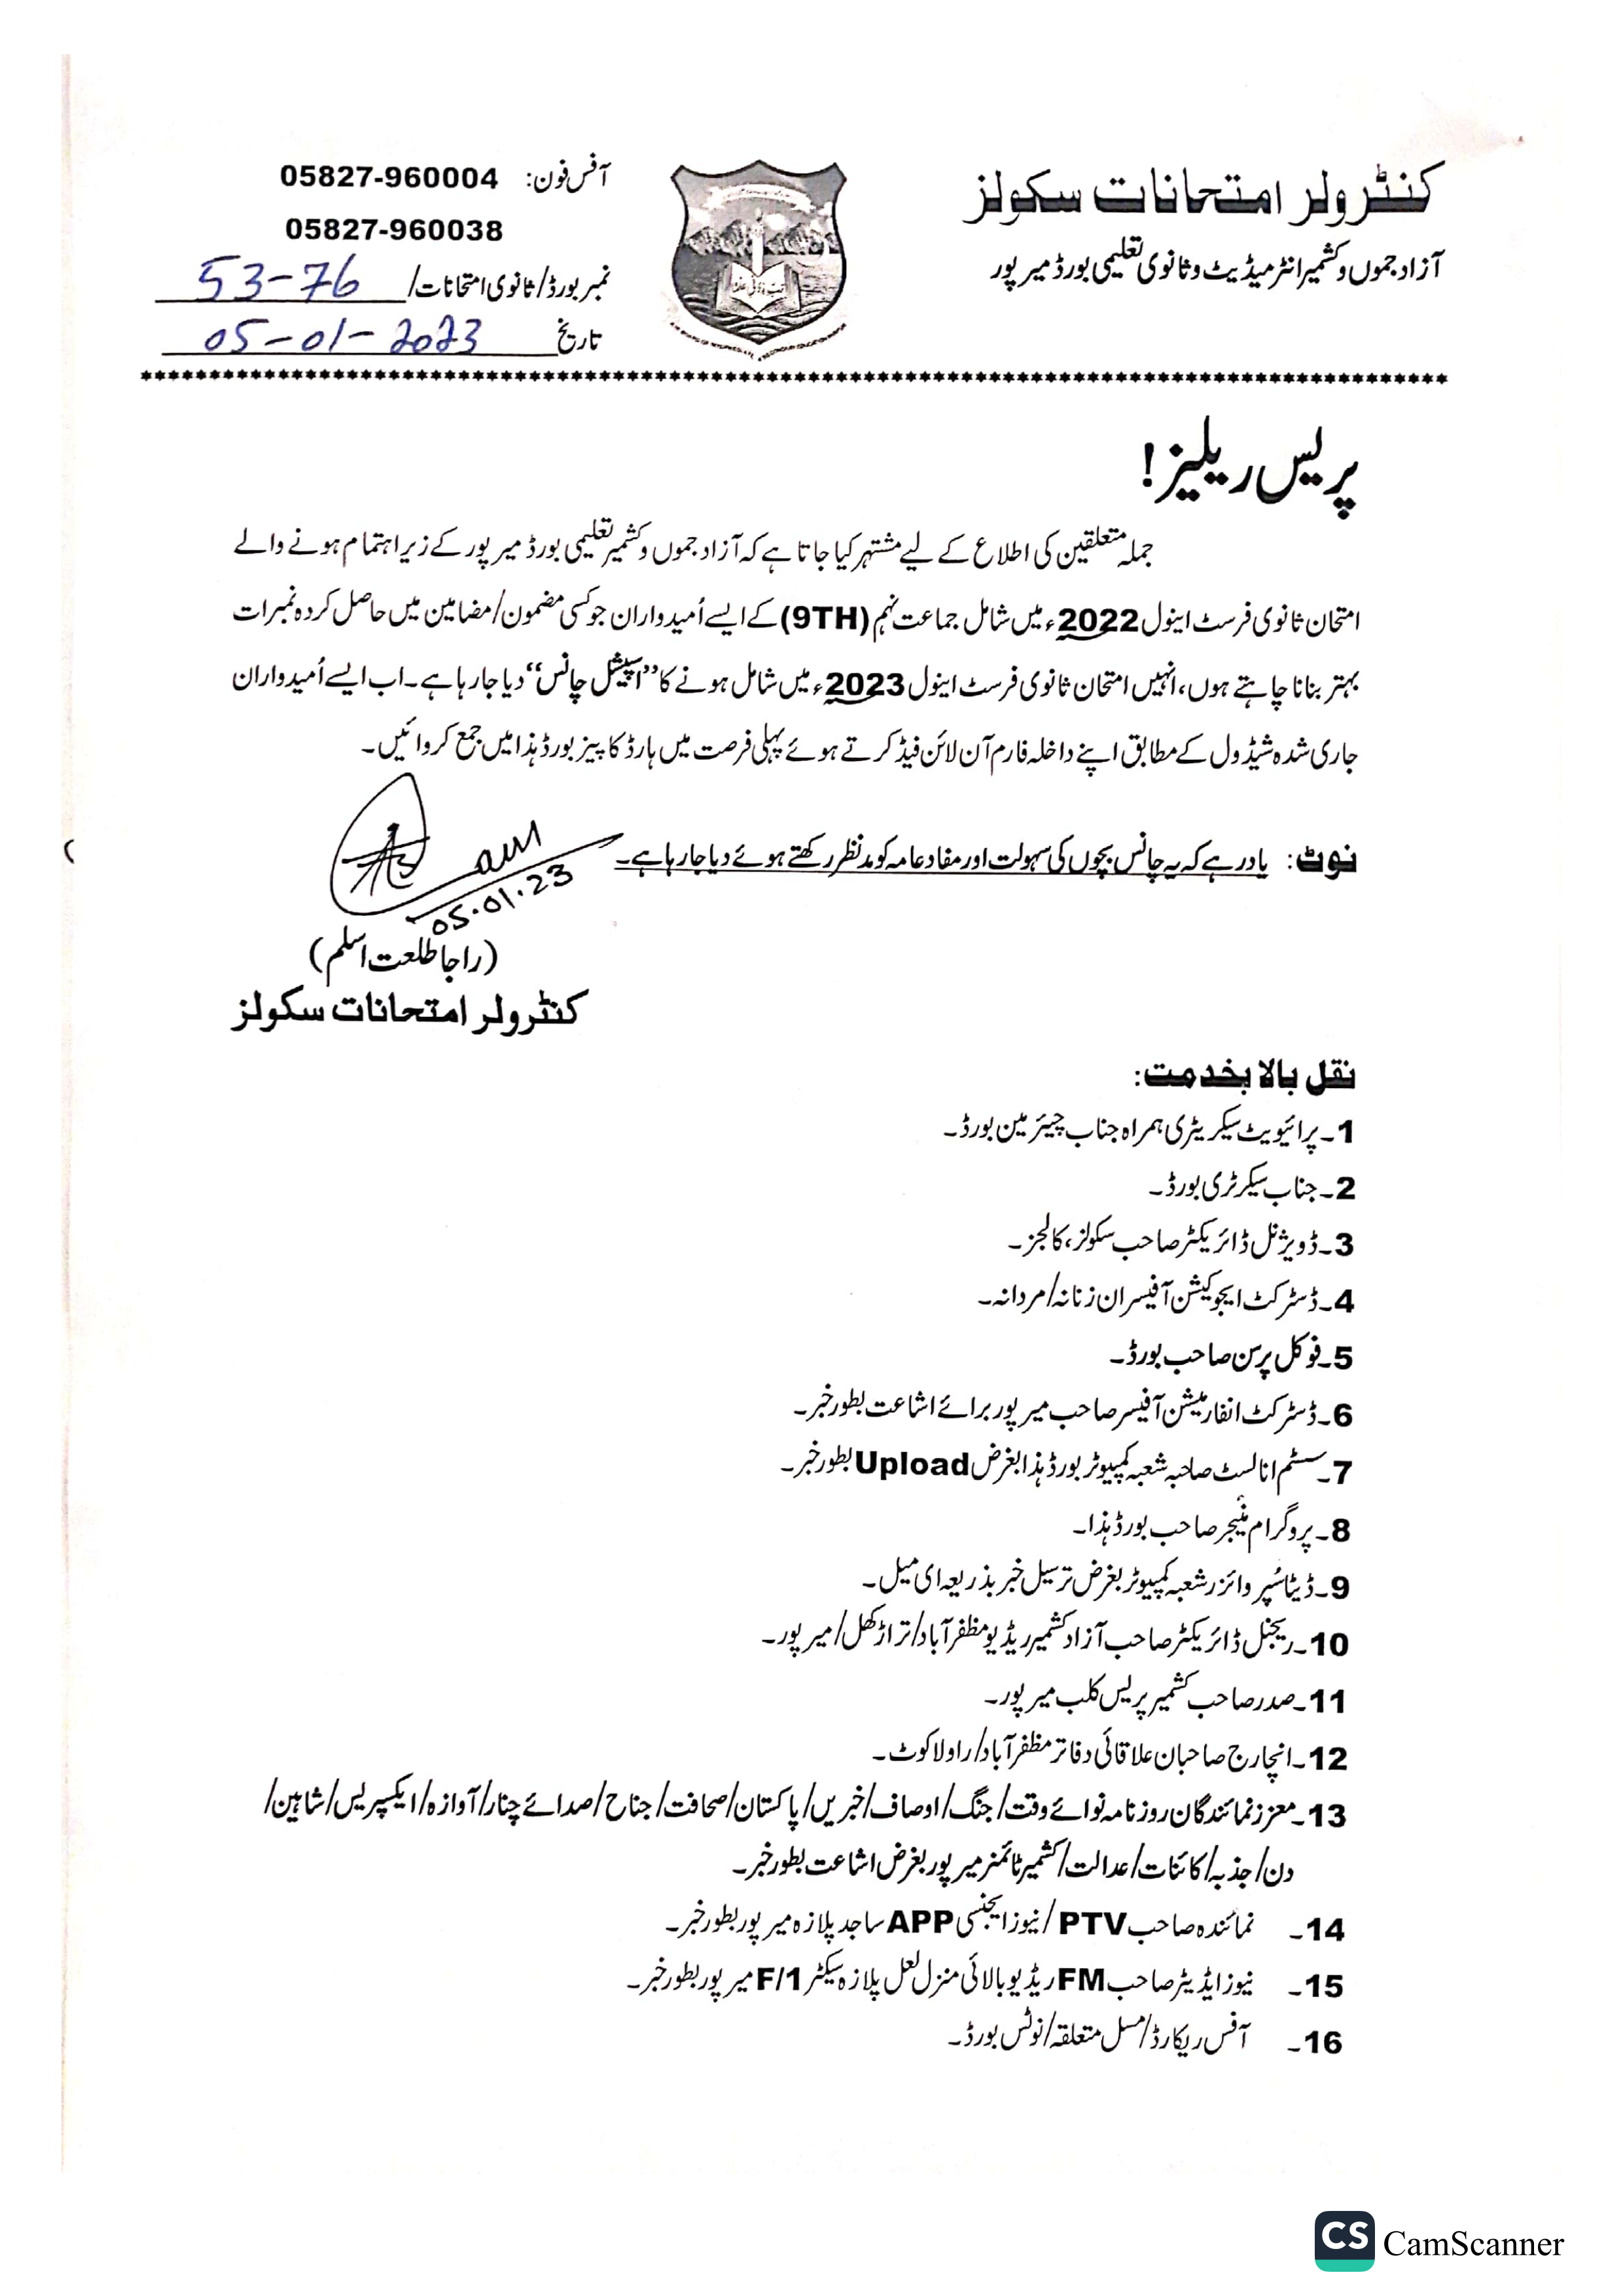 کنٹرولر امتحانات سکولز
آزاد جموں و کشمیر انٹرمیڈیٹ و ثانوی تعلیمی بورڈ میرپور
آفس فون: 05827-960004
05827-960038
نمبر بورڈ/ثانوی امتحانات/ 53-76
تاریخ 05-01-2023
پریس ریلیز!
جملہ متعلقین کی اطلاع کے لیے مشتہر کیا جاتا ہے کہ آزاد جموں و کشمیر تعلیمی بورڈ میرپور کے زیر اہتمام ہونے والے
امتحان ثانوی فرسٹ اینول 2022ء میں شامل جماعت نہم (9TH) کے ایسے اُمیدواران جو کسی مضمون/مضامین میں حاصل کردہ نمبرات
بہتر بنانا چاہتے ہوں، انہیں امتحان ثانوی فرسٹ اینول 2023ء میں شامل ہونے کا ”اسپیشل چانس“ دیا جا رہا ہے۔ اب ایسے اُمیدواران
جاری شدہ شیڈول کے مطابق اپنے داخلہ فارم آن لائن فیڈ کرتے ہوئے پہلی فرصت میں ہارڈ کاپیز بورڈ ہذا میں جمع کروائیں۔
نوٹ: یاد رہے کہ یہ چانس بچوں کی سہولت اور مفاد عامہ کو مدنظر رکھتے ہوئے دیا جا رہا ہے۔
05.01.23
(راجا طلعت اسلم)
کنٹرولر امتحانات سکولز
نقل بالا بخدمت:
1۔ پرائیویٹ سیکریٹری ہمراہ جناب چیئرمین بورڈ۔
2۔ جناب سیکرٹری بورڈ۔
3۔ ڈویژنل ڈائریکٹر صاحب سکولز، کالجز۔
4۔ ڈسٹرکٹ ایجوکیشن آفیسران زنانہ/مردانہ۔
5۔ فوکل پرسن صاحب بورڈ۔
6۔ ڈسٹرکٹ انفارمیشن آفیسر صاحب میرپور برائے اشاعت بطور خبر۔
7۔ سسٹم انالسٹ صاحبہ شعبہ کمپیوٹر بورڈ ہذا بغرض Upload بطور خبر۔
8۔ پروگرام منیجر صاحب بورڈ ہذا۔
9۔ ڈیٹا سُپروائزر شعبہ کمپیوٹر بغرض ترسیل خبر بذریعہ ای میل۔
10۔ ریجنل ڈائریکٹر صاحب آزاد کشمیر ریڈیو مظفرآباد/تراڑکھل/میرپور۔
11۔ صدر صاحب کشمیر پریس کلب میرپور۔
12۔ انچارج صاحبان علاقائی دفاتر مظفرآباد/راولاکوٹ۔
13۔ معزز نمائندگان روزنامہ نوائے وقت/جنگ/اوصاف/خبریں/پاکستان/صحافت/جناح/صدائے چنار/آوازہ/ایکسپریس/شاہین/
دن/جذبہ/کائنات/عدالت/کشمیر ٹائمز میرپور بغرض اشاعت بطور خبر۔
14۔ نمائندہ صاحب PTV/نیوز ایجنسی APP ساجد پلازہ میرپور بطور خبر۔
15۔ نیوز ایڈیٹر صاحب FM ریڈیو بالائی منزل لعل پلازہ سیکٹر F/1 میرپور بطور خبر۔
16۔ آفس ریکارڈ/مسل متعلقہ/نوٹس بورڈ۔
CS CamScanner